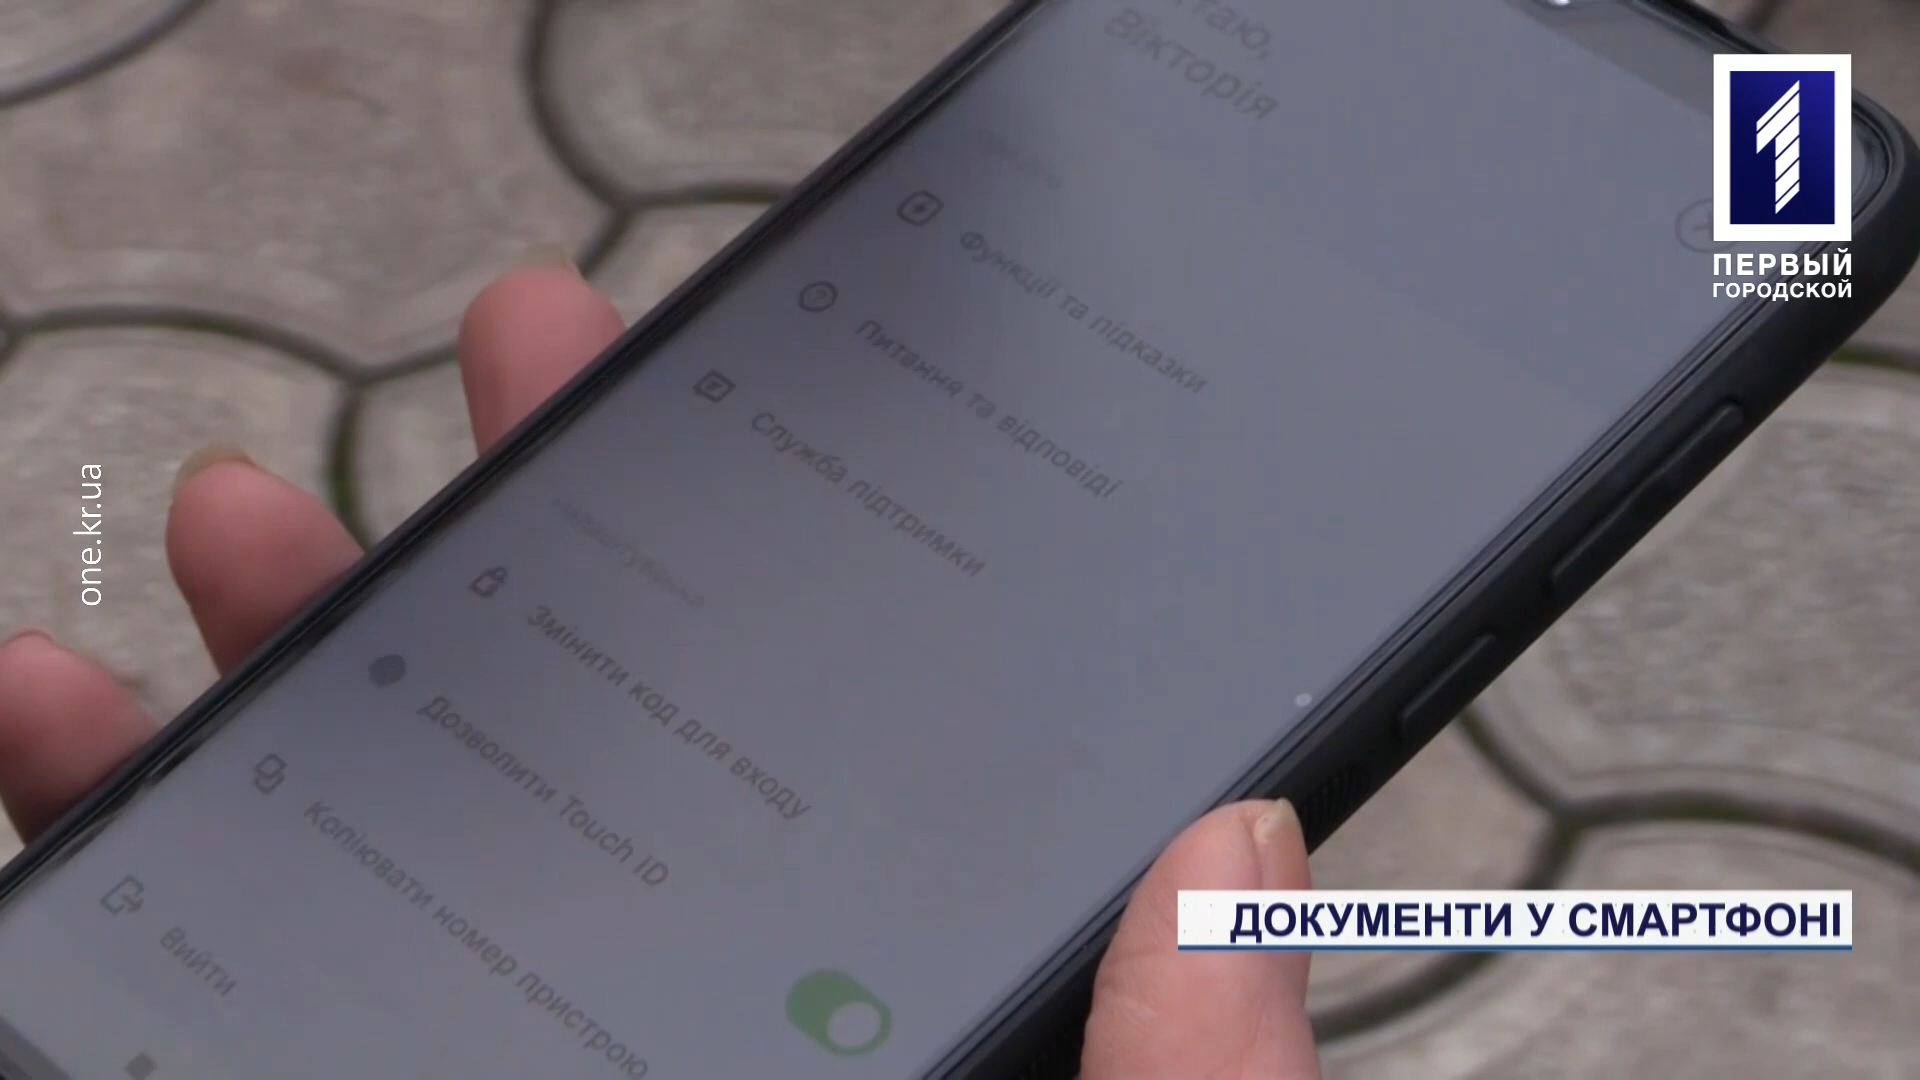 Вікторія
Функції та підказки
Питання та відповіді
Служба підтримки
Змінити код для входу
Дозволити Touch ID
Копіювати номер пристрою
Вийти
ПЕРВЫЙ
ГОРОДСКОЙ
one.kr.ua
ДОКУМЕНТИ У СМАРТФОНІ